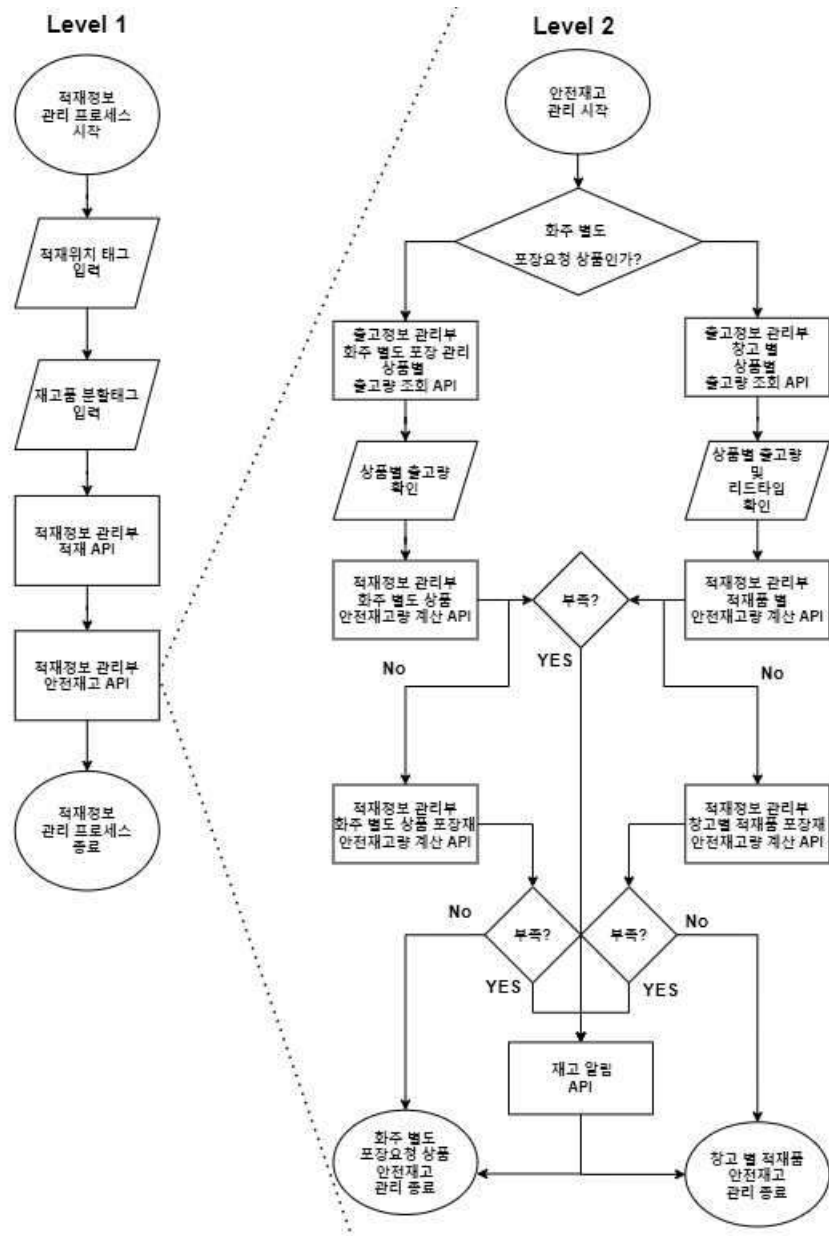 Level 1
적재정보
관리 프로세스
시작
적재위치 태그
입력
재고품 분할태그
입력
적재정보 관리부
적재 API
적재정보 관리부
안전재고 API
적재정보
관리 프로세스
종료
Level 2
안전재고
관리 시작
화주 별도
포장요청 상품인가?
출고정보 관리부
화주 별도 포장 관리
상품별
출고량 조회 API
출고정보 관리부
창고 별
상품별
출고량 조회 API
상품별 출고량
확인
상품별 출고량
및
리드타임
확인
적재정보 관리부
화주 별도 상품
안전재고량 계산 API
부족?
적재정보 관리부
적재품 별
안전재고량 계산 API
No
YES
No
적재정보 관리부
화주 별도 상품 포장재
안전재고량 계산 API
적재정보 관리부
창고별 적재품 포장재
안전재고량 계산 API
No
부족?
부족?
No
YES
YES
재고 알림
API
화주 별도
포장요청 상품
안전재고
관리 종료
창고 별 적재품
안전재고
관리 종료